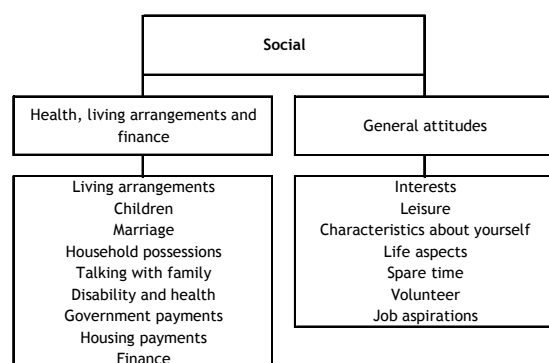 Social
Health, living arrangements and
finance
General attitudes
Living arrangements
Children
Marriage
Household possessions
Talking with family
Disability and health
Government payments
Housing payments
Finance
Interests
Leisure
Characteristics about yourself
Life aspects
Spare time
Volunteer
Job aspirations